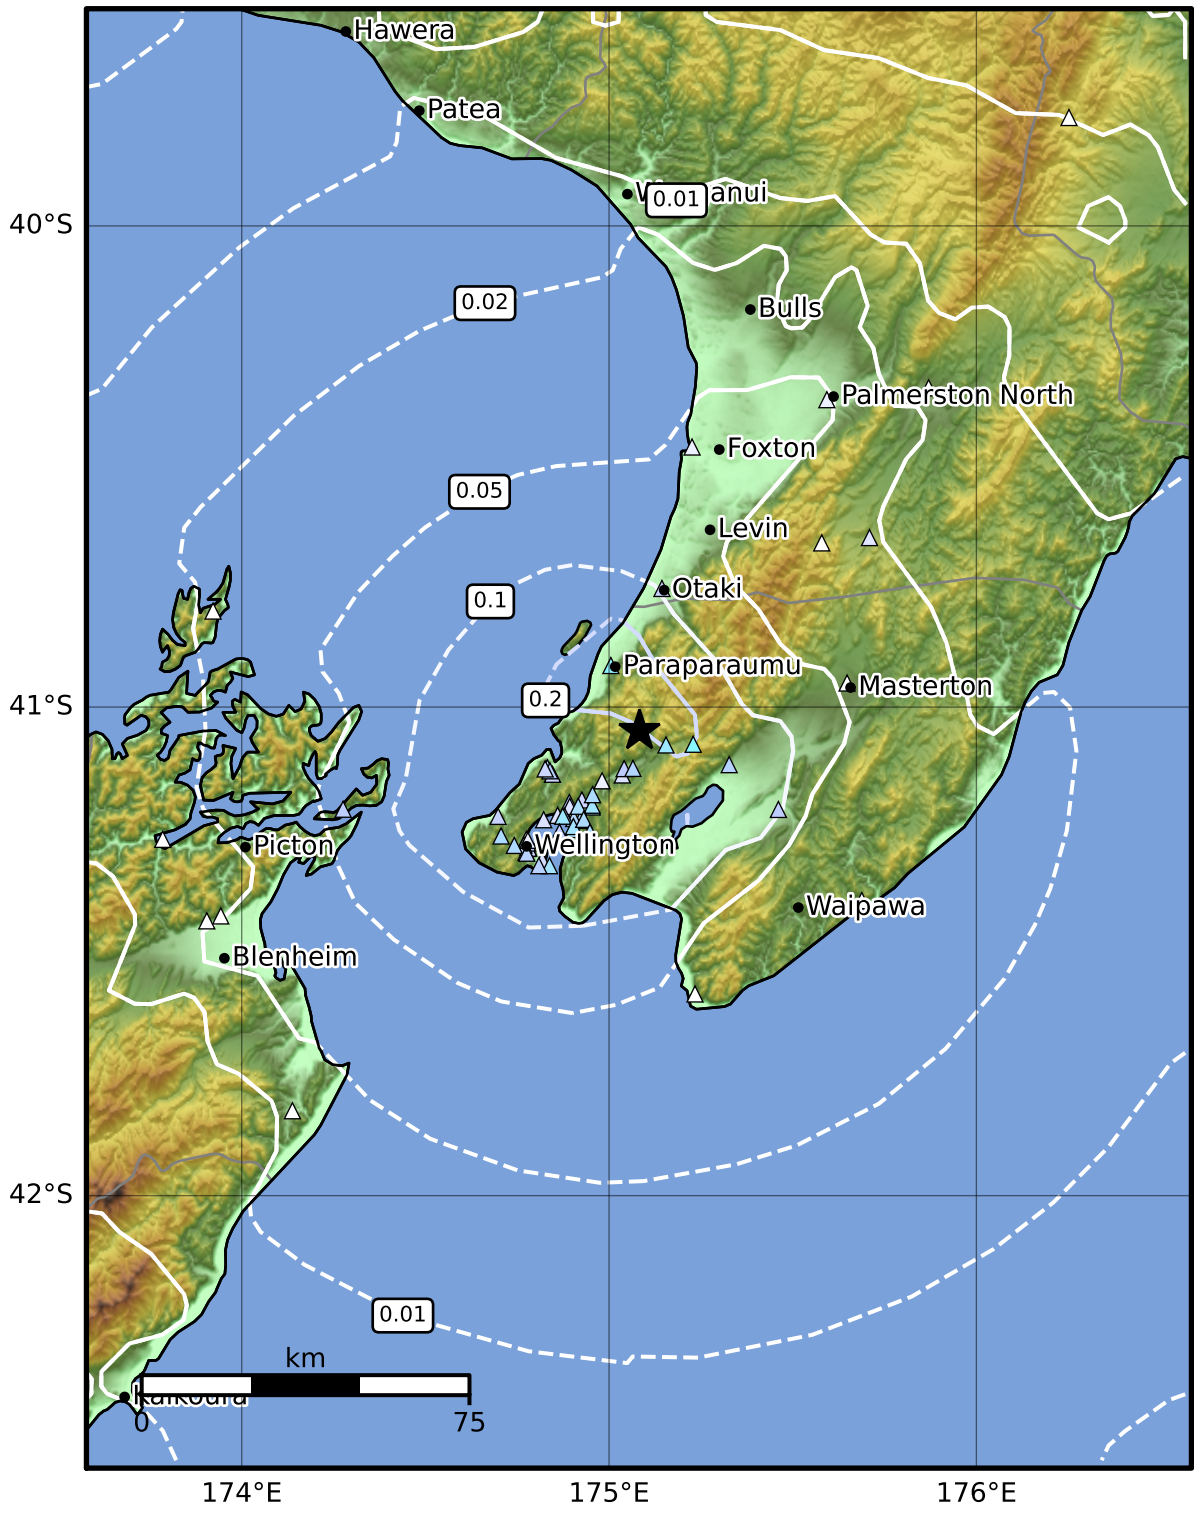 Hawera
Patea
0.01
40°S
0.02
Bulls
Palmerston North
Foxton
0.05
Levin
Otaki
0.1
Paraparaumu
Masterton
0.2
41°S
Picton
Wellington
Waipawa
Blenheim
42°S
0.01
km
Kaikoura
0
75
174°E
175°E
176°E